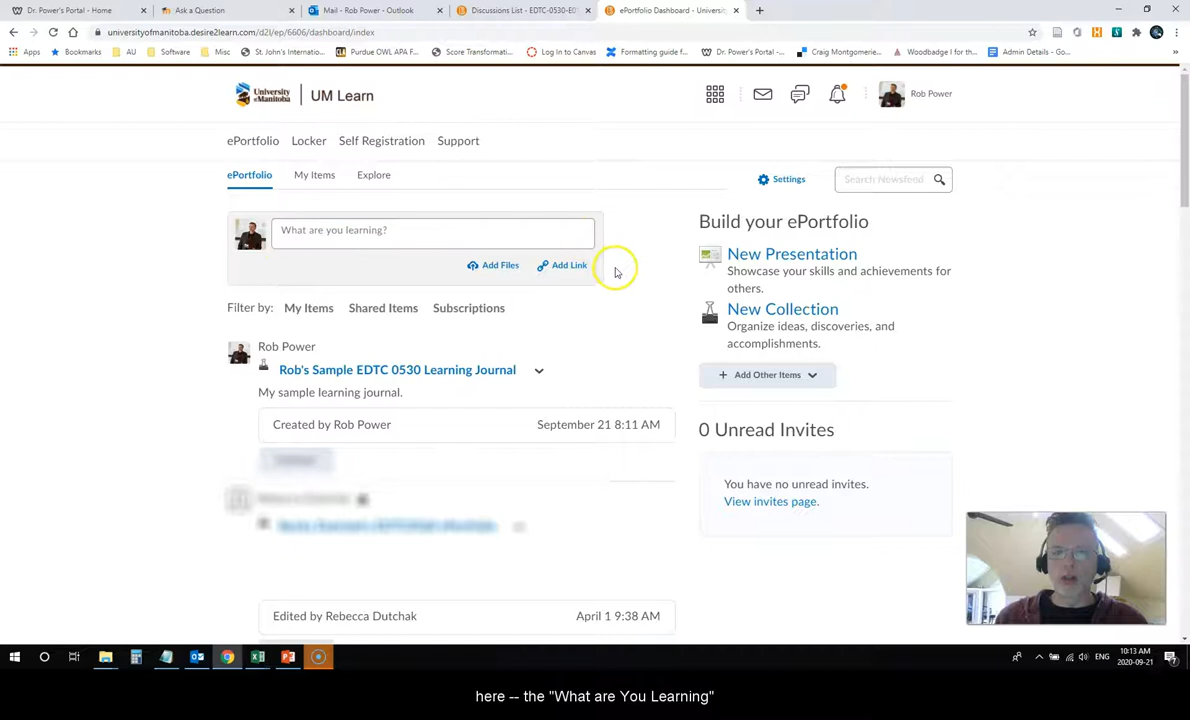 Dr. Power's Portal - Home
Ask a Question
Mail - Rob Power - Outlook
Discussions List - EDTC-0530-E01
ePortfolio Dashboard - Universi
universityofmanitoba.desire2learn.com/d2l/ep/6606/dashboard/index
Apps
Bookmarks
AU
Software
Misc
St. John's Internatio...
Purdue OWL APA F...
Score Transformati...
Log In to Canvas
Formatting guide f...
Dr. Power's Portal -...
Craig Montgomerie...
Woodbadge I for th...
Admin Details - Go...
University of Manitoba
UM Learn
Rob Power
ePortfolio Locker Self Registration Support
ePortfolio My Items Explore
Settings
Search Newsfeed
What are you learning?
Add Files Add Link
Filter by: My Items Shared Items Subscriptions
Rob Power
Rob's Sample EDTC 0530 Learning Journal
My sample learning journal.
Created by Rob Power September 21 8:11 AM
Edited by Rebecca Dutchak April 1 9:38 AM
Build your ePortfolio
New Presentation
Showcase your skills and achievements for
others.
New Collection
Organize ideas, discoveries, and
accomplishments.
+ Add Other Items
0 Unread Invites
You have no unread invites.
View invites page.
ENG
10:13 AM
2020-09-21
here -- the "What are You Learning"